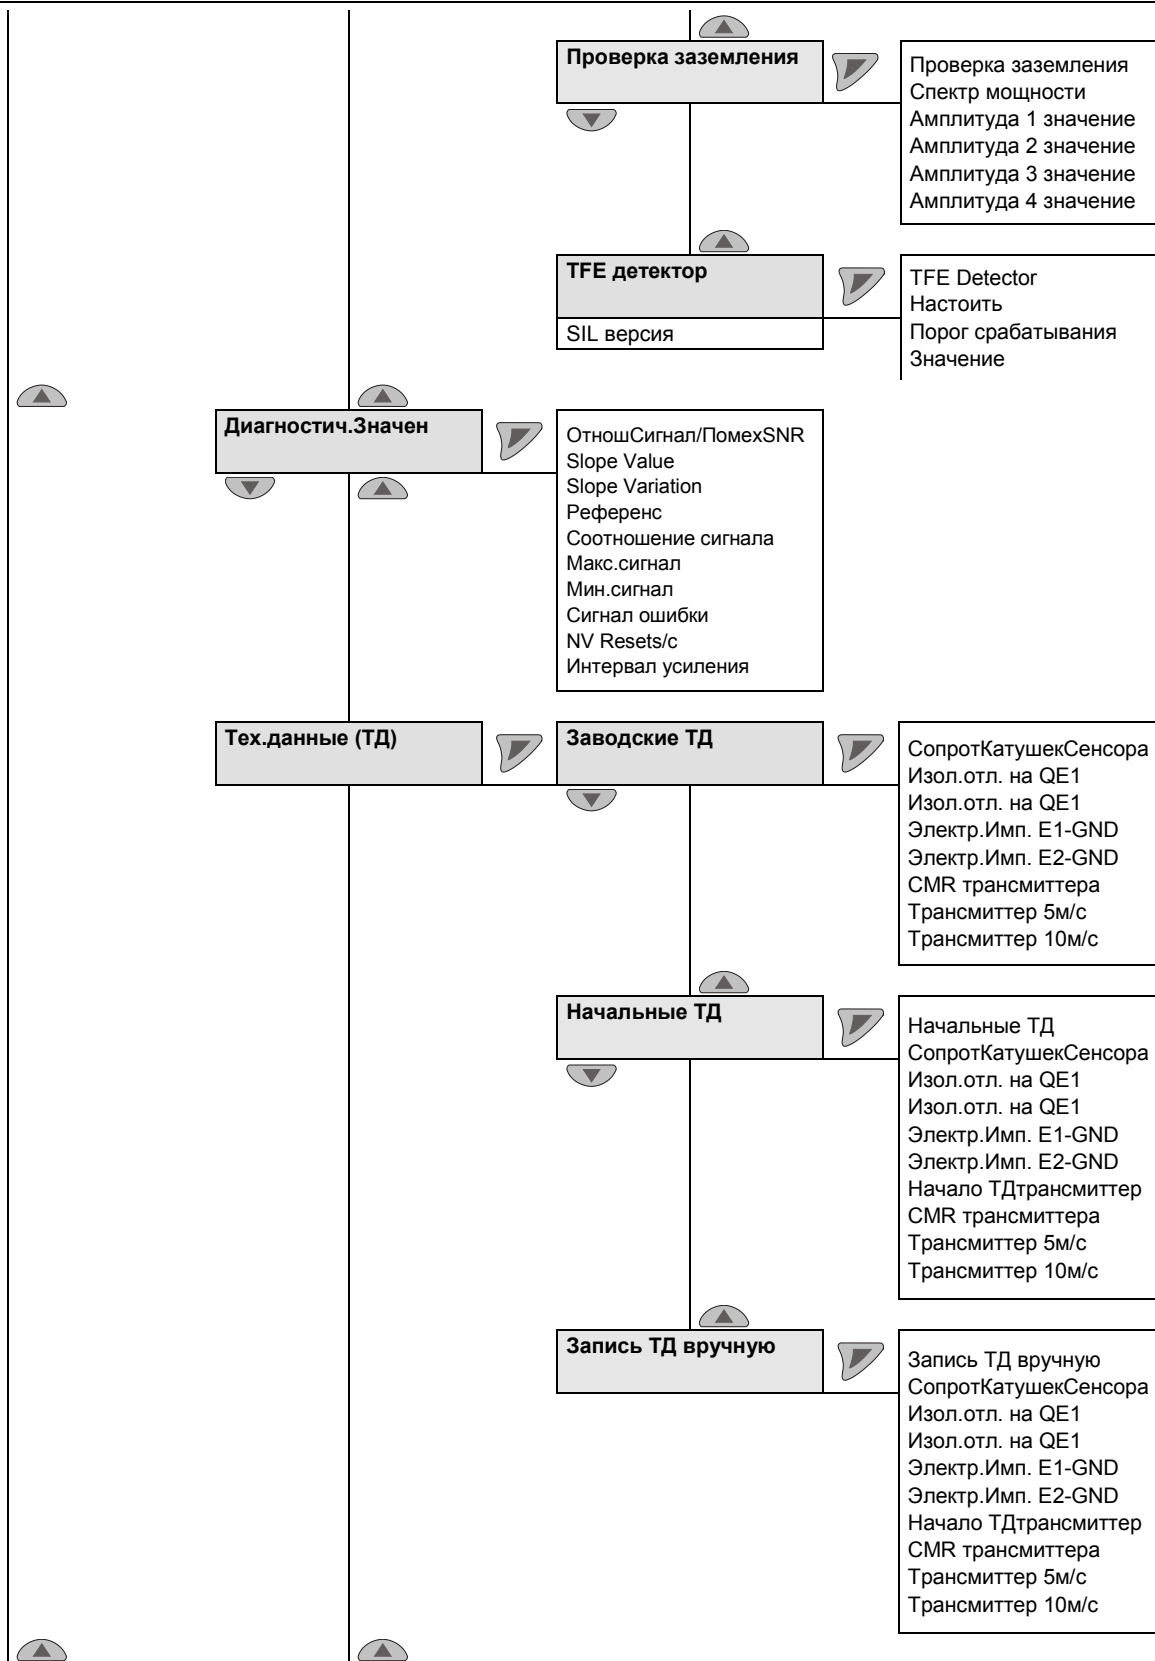 Проверка заземления
Проверка заземления
Спектр мощности
Амплитуда 1 значение
Амплитуда 2 значение
Амплитуда 3 значение
Амплитуда 4 значение
TFE детектор
SIL версия
TFE Detector
Настоить
Порог срабатывания
Значение
Диагностич.Значен
ОтношСигнал/ПомехSNR
Slope Value
Slope Variation
Референс
Соотношение сигнала
Макс.сигнал
Мин.сигнал
Сигнал ошибки
NV Resets/c
Интервал усиления
Тех.данные (ТД)
Заводские ТД
СопротКатушекСенсора
Изол.отл. на QE1
Изол.отл. на QE1
Электр.Имп. E1-GND
Электр.Имп. E2-GND
CMR трансмиттера
Трансмиттер 5м/с
Трансмиттер 10м/с
Начальные ТД
Начальные ТД
СопротКатушекСенсора
Изол.отл. на QE1
Изол.отл. на QE1
Электр.Имп. E1-GND
Электр.Имп. E2-GND
Начало ТДтрансмиттер
CMR трансмиттера
Трансмиттер 5м/с
Трансмиттер 10м/с
Запись ТД вручную
Запись ТД вручную
СопротКатушекСенсора
Изол.отл. на QE1
Изол.отл. на QE1
Электр.Имп. E1-GND
Электр.Имп. E2-GND
Начало ТДтрансмиттер
CMR трансмиттера
Трансмиттер 5м/с
Трансмиттер 10м/с